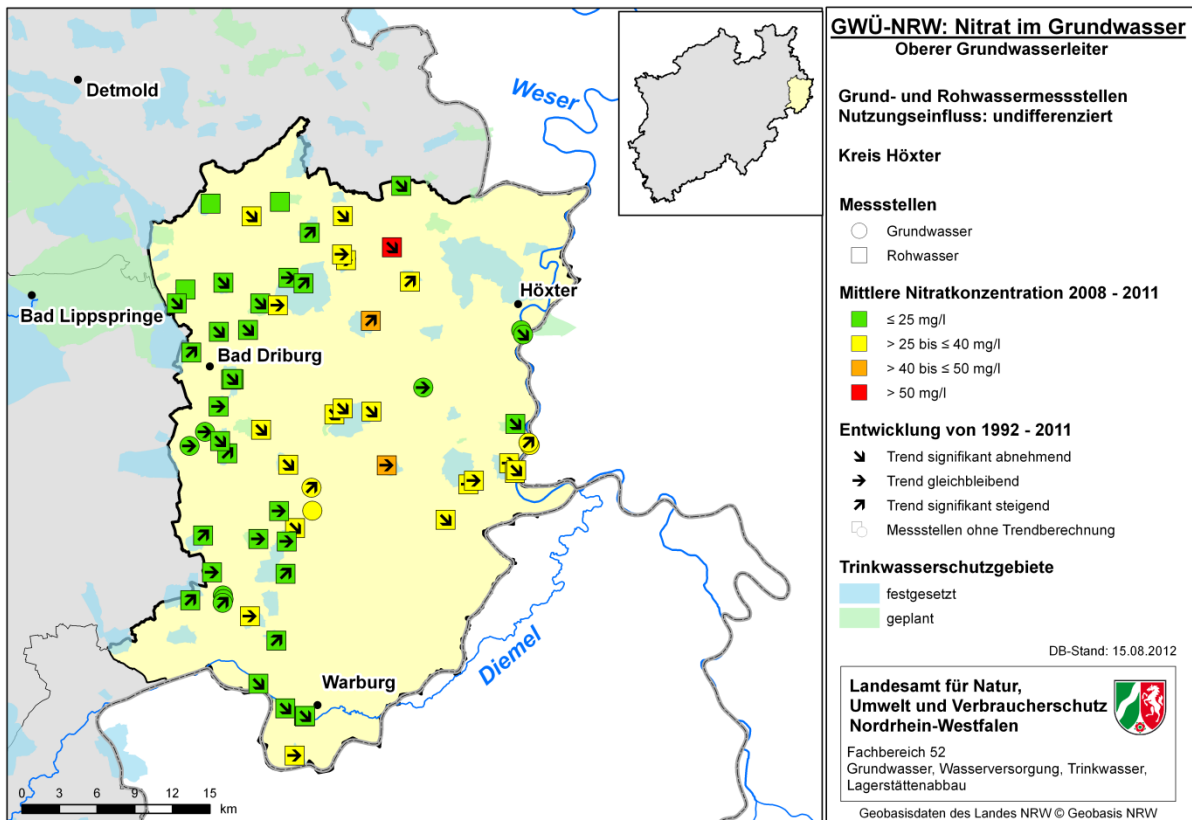 Detmold
Weser
Bad Lippspringe
Höxter
Bad Driburg
Diemel
Warburg
0 3 6 9 12 15
km
GWÜ-NRW: Nitrat im Grundwasser
Oberer Grundwasserleiter
Grund- und Rohwassermessstellen
Nutzungseinfluss: undifferenziert
Kreis Höxter
Messstellen
Grundwasser
Rohwasser
Mittlere Nitratkonzentration 2008 - 2011
≤ 25 mg/l
> 25 bis ≤ 40 mg/l
> 40 bis ≤ 50 mg/l
> 50 mg/l
Entwicklung von 1992 - 2011
Trend signifikant abnehmend
Trend gleichbleibend
Trend signifikant steigend
Messstellen ohne Trendberechnung
Trinkwasserschutzgebiete
festgesetzt
geplant
DB-Stand: 15.08.2012
Landesamt für Natur,
Umwelt und Verbraucherschutz
Nordrhein-Westfalen
Fachbereich 52
Grundwasser, Wasserversorgung, Trinkwasser,
Lagerstättenabbau
Geobasisdaten des Landes NRW © Geobasis NRW